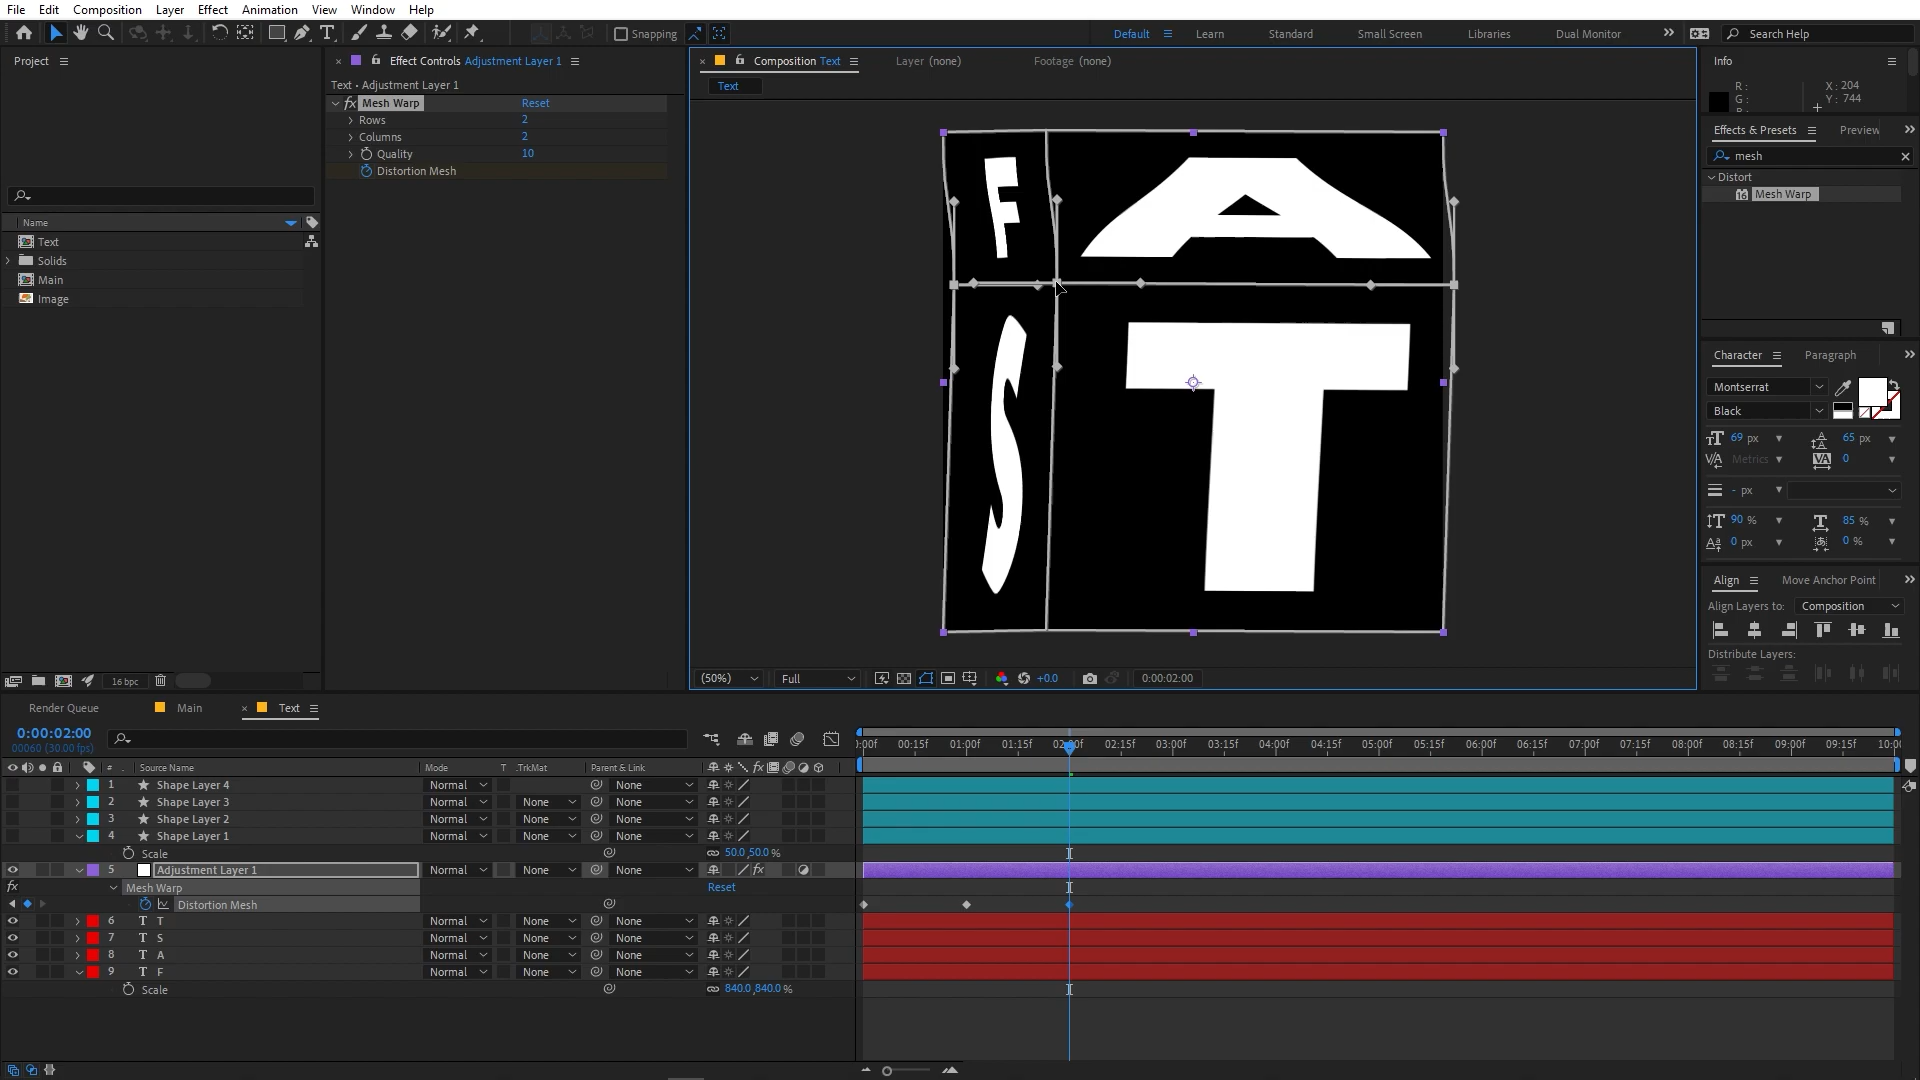 File Edit Composition Layer Effect Animation View Window Help
Snapping
Default Learn Standard Small Screen Libraries Dual Monitor Search Help
Project
Name
Text
Solids
Main
Image
16 bpc
Effect Controls Adjustment Layer 1
Text • Adjustment Layer 1
fx Mesh Warp Reset
Rows 2
Columns 2
Quality 10
Distortion Mesh
Composition Text Layer (none) Footage (none)
Text
F A
S T
(50%) Full +0.0 0:00:02:00
Info
R :
G :
X : 204
Y : 744
Effects & Presets Preview
mesh
Distort
Mesh Warp
Character Paragraph
Montserrat
Black
69 px 65 px
Metrics 0
- px
90 % 85 %
0 px 0 %
Align Move Anchor Point
Align Layers to: Composition
Distribute Layers:
Render Queue Main Text
0:00:02:00
00060 (30.00 fps)
:00f 00:15f 01:00f 01:15f 02:00f 02:15f 03:00f 03:15f 04:00f 04:15f 05:00f 05:15f 06:00f 06:15f 07:00f 07:15f 08:00f 08:15f 09:00f 09:15f 10:00
# Source Name Mode T .TrkMat Parent & Link fx
1 Shape Layer 4 Normal None
2 Shape Layer 3 Normal None None
3 Shape Layer 2 Normal None None
4 Shape Layer 1 Normal None None
Scale 50.0,50.0 %
5 Adjustment Layer 1 Normal None None fx
fx Mesh Warp Reset
Distortion Mesh
6 T T Normal None None
7 T S Normal None None
8 T A Normal None None
9 T F Normal None None
Scale 840.0,840.0 %